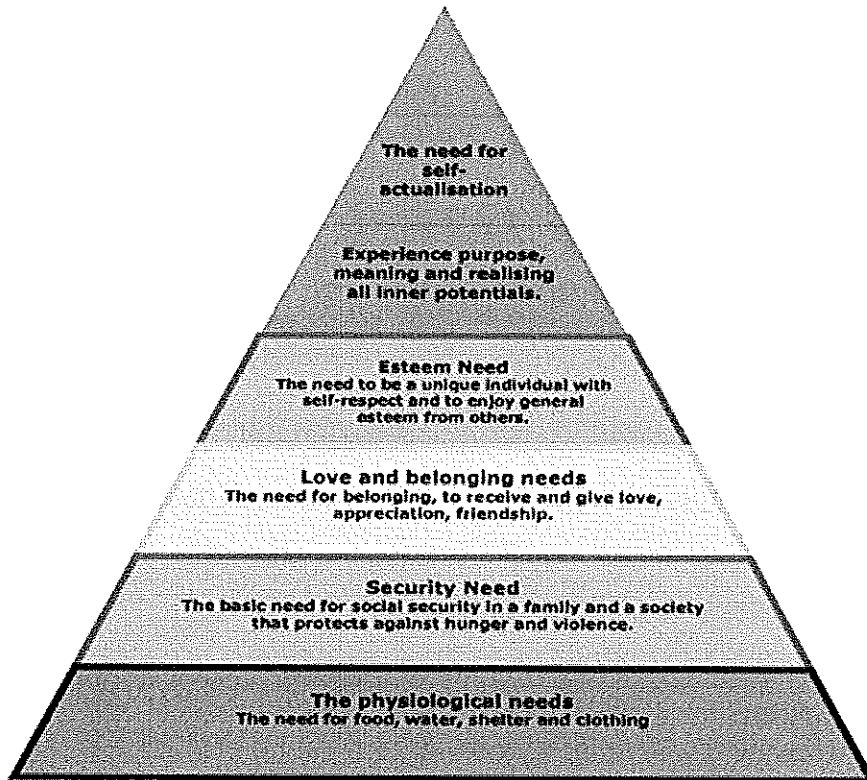 The need for
self-
actualisation
Experience purpose,
meaning and realising
all inner potentials.
Esteem Need
The need to be a unique individual with
self-respect and to enjoy general
esteem from others.
Love and belonging needs
The need for belonging, to receive and give love,
appreciation, friendship.
Security Need
The basic need for social security in a family and a society
that protects against hunger and violence.
The physiological needs
The need for food, water, shelter and clothing